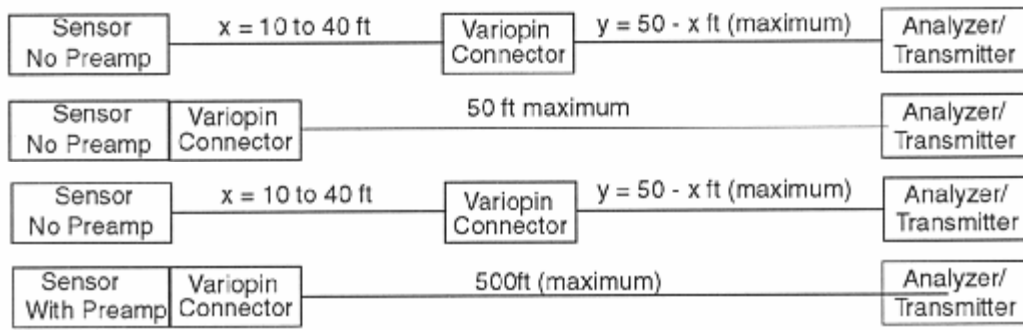 Sensor
No Preamp
x = 10 to 40 ft
Variopin
Connector
y = 50 - x ft (maximum)
Analyzer/
Transmitter
Sensor
No Preamp
Variopin
Connector
50 ft maximum
Analyzer/
Transmitter
Sensor
No Preamp
x = 10 to 40 ft
Variopin
Connector
y = 50 - x ft (maximum)
Analyzer/
Transmitter
Sensor
With Preamp
Variopin
Connector
500ft (maximum)
Analyzer/
Transmitter